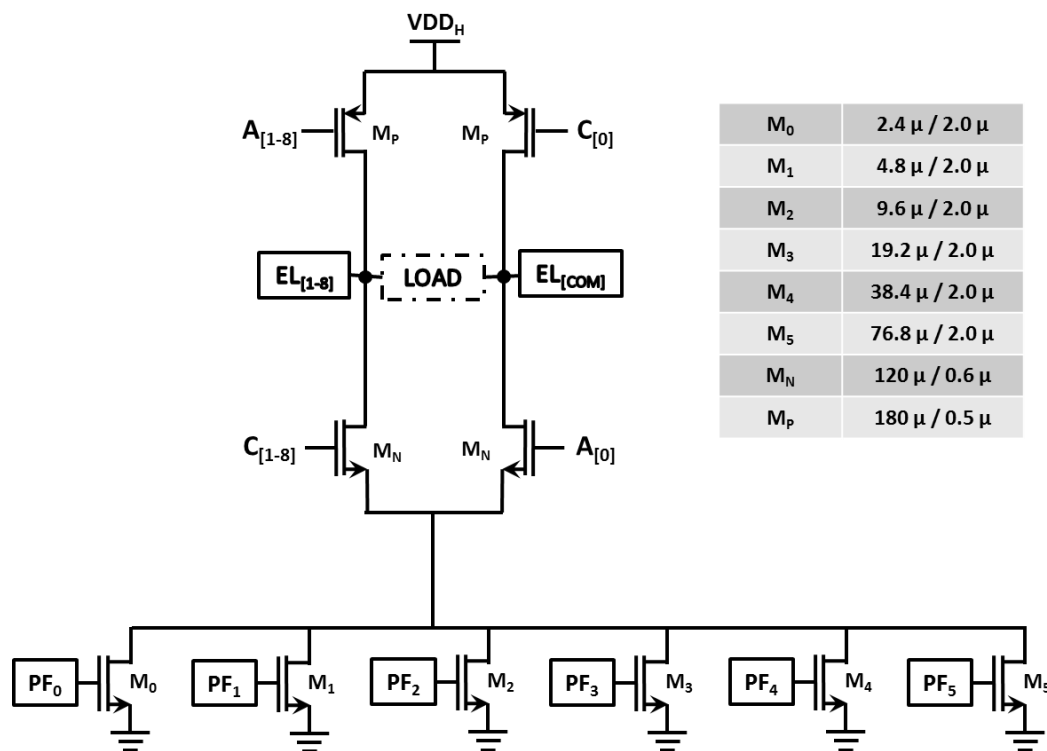 VDD_H
A_[1-8] M_P M_P C_[0]
EL_[1-8] LOAD EL_[COM]
C_[1-8] M_N M_N A_[0]
M_0 2.4 µ / 2.0 µ
M_1 4.8 µ / 2.0 µ
M_2 9.6 µ / 2.0 µ
M_3 19.2 µ / 2.0 µ
M_4 38.4 µ / 2.0 µ
M_5 76.8 µ / 2.0 µ
M_N 120 µ / 0.6 µ
M_P 180 µ / 0.5 µ
PF_0 M_0 PF_1 M_1 PF_2 M_2 PF_3 M_3 PF_4 M_4 PF_5 M_5